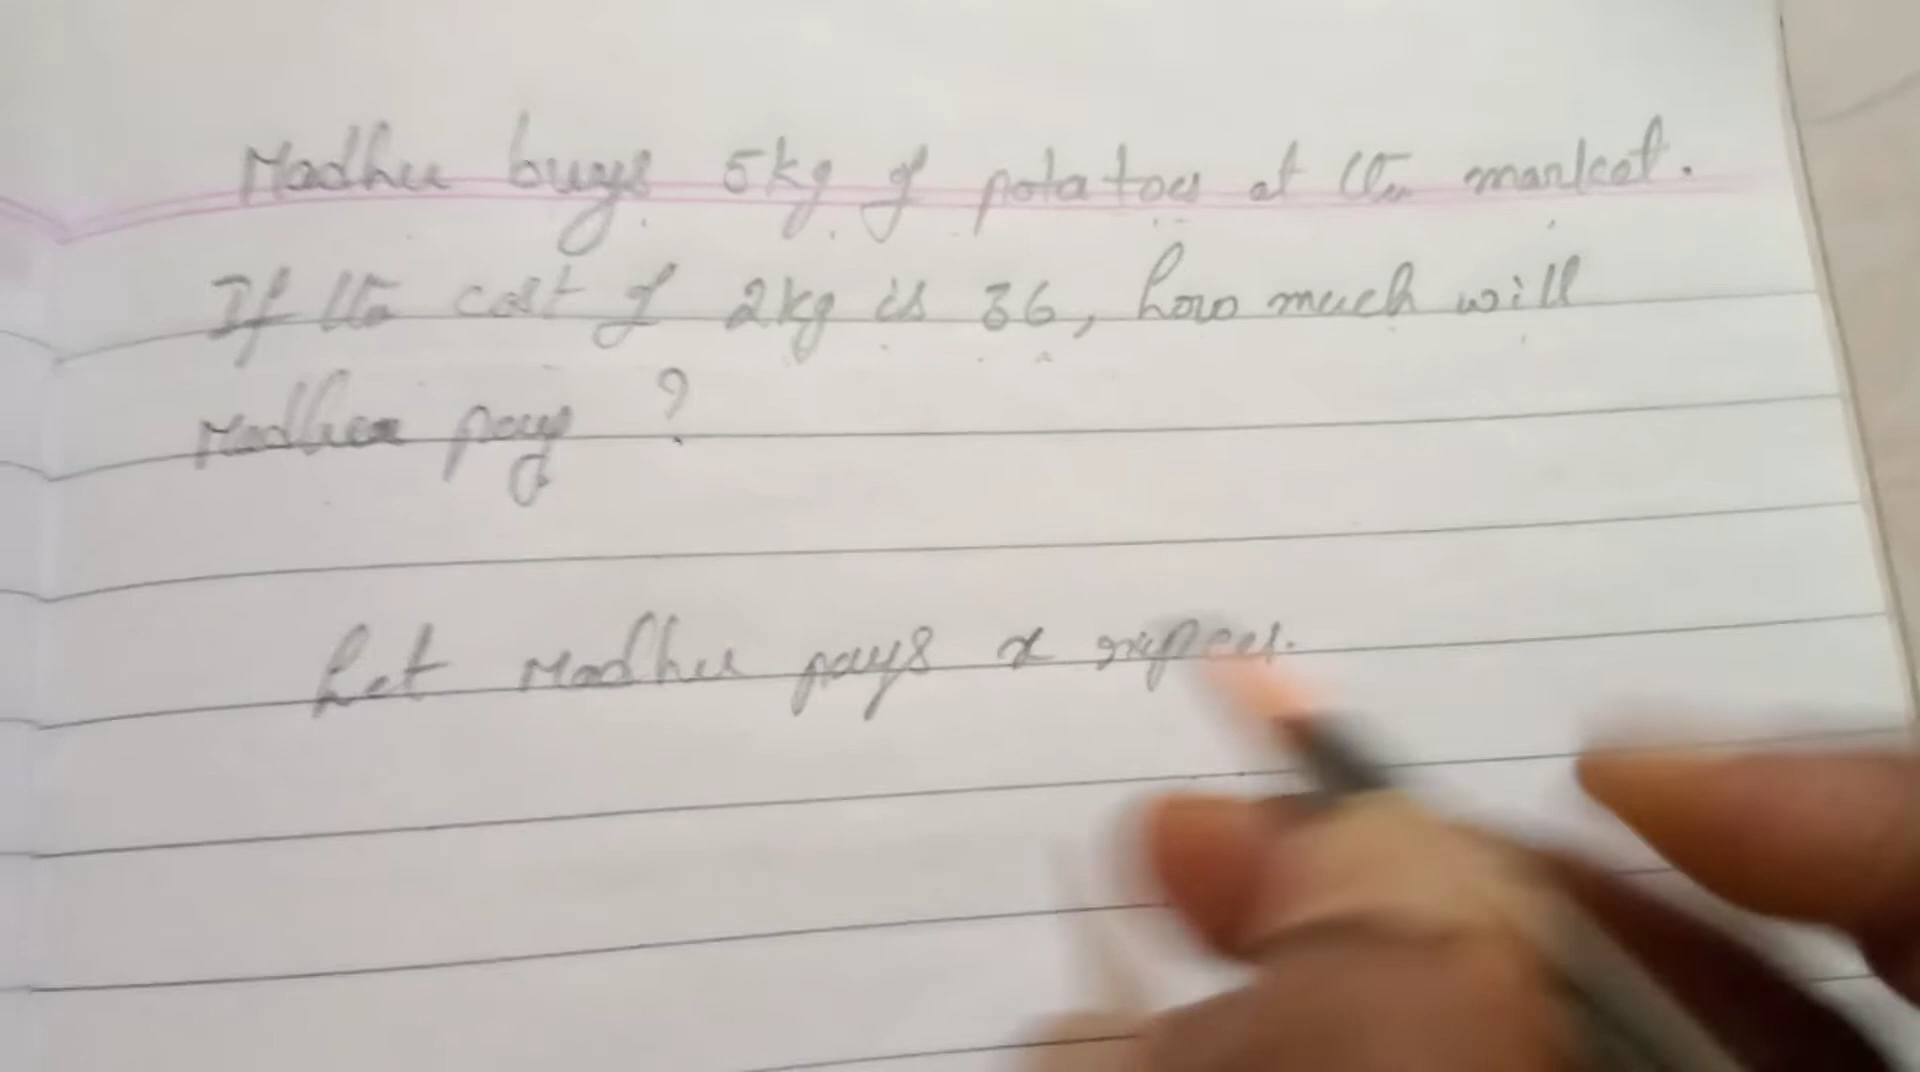 Madhu buys 5kg of potatoes at the market.
If the cost of 2kg is 36, how much will
Madhu pay ?
Let Madhu pays x rupees.